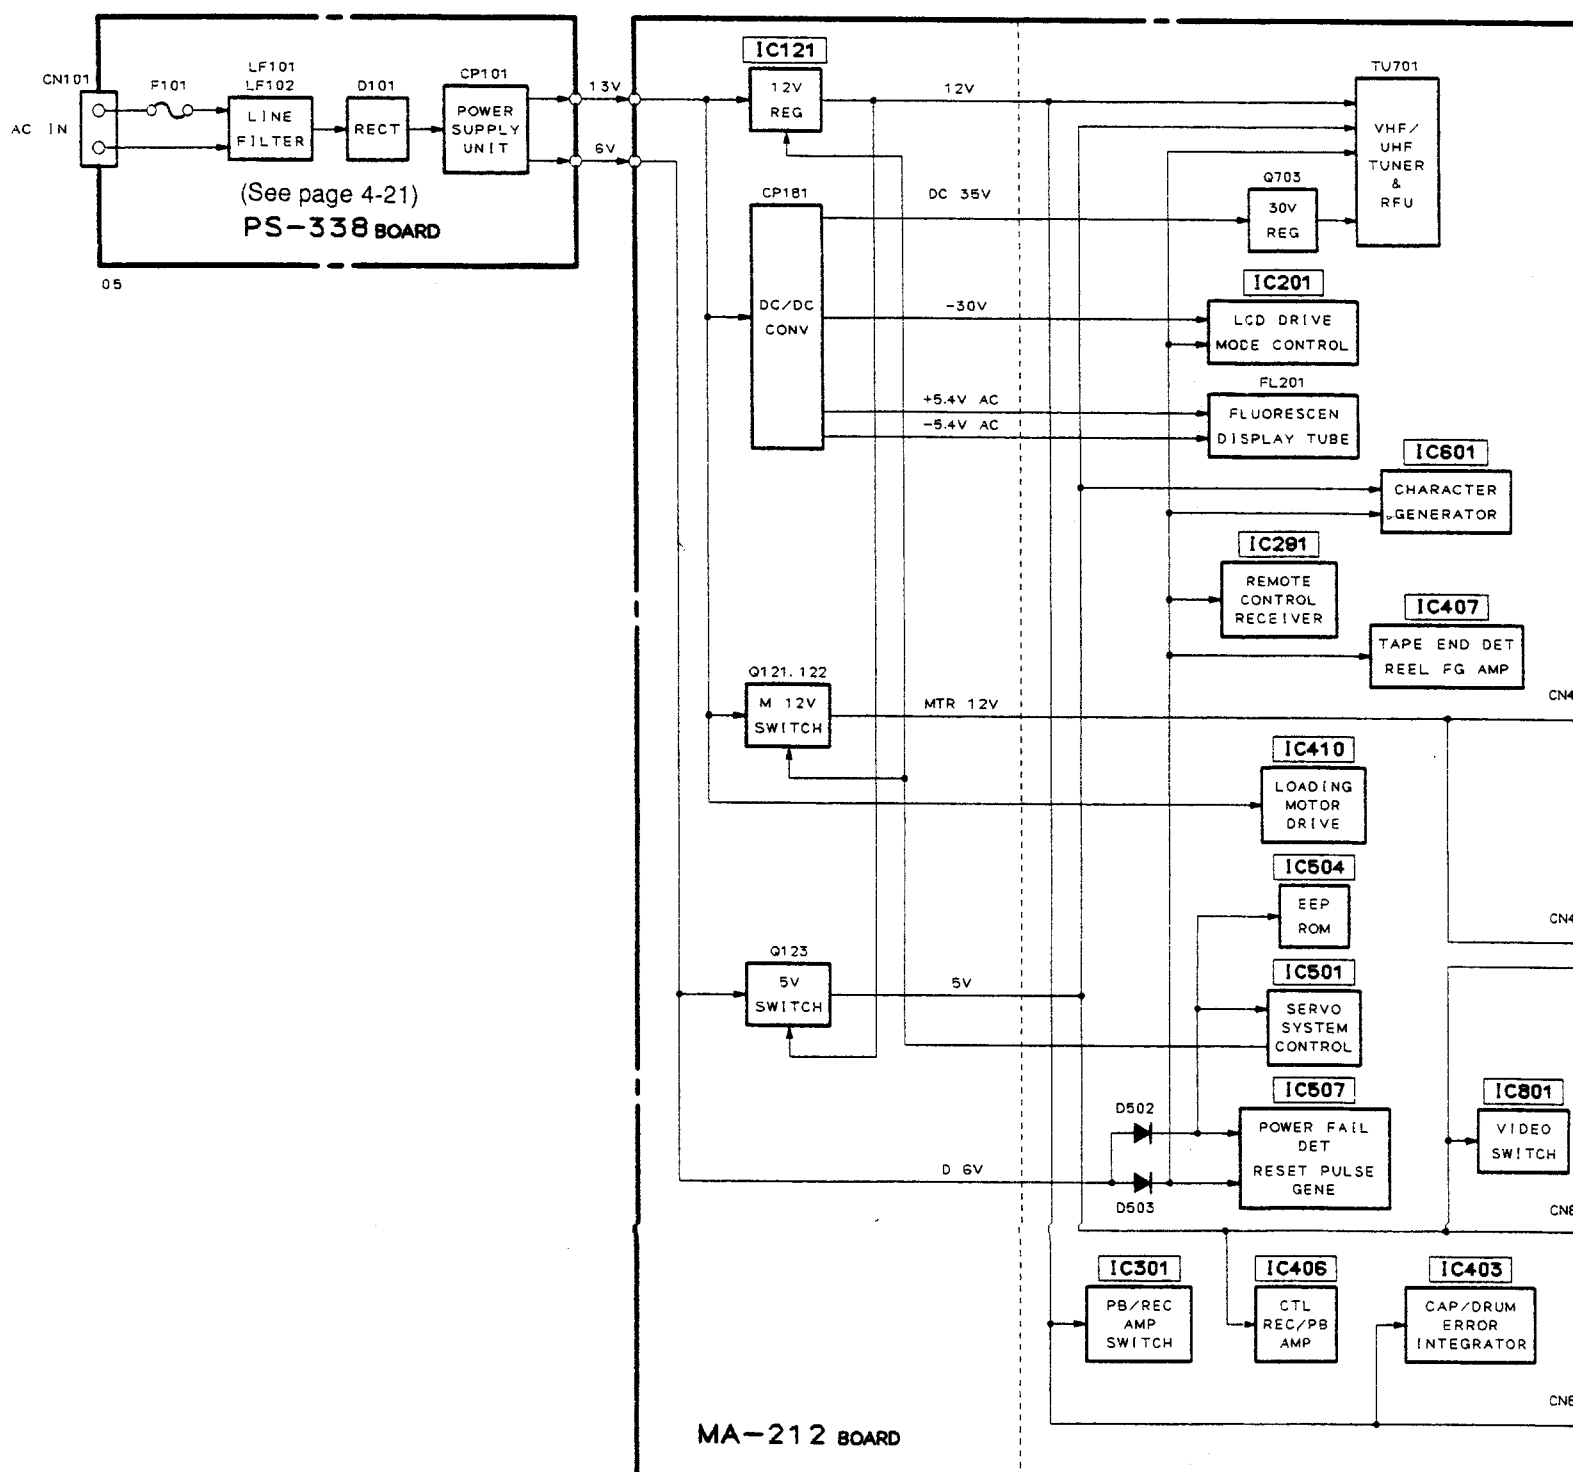 CN101
AC IN
F101
LF101
LF102
LINE
FILTER
D101
RECT
CP101
POWER
SUPPLY
UNIT
(See page 4-21)
PS-338 BOARD
05
13V
6V
IC121
12V
REG
12V
CP181
DC/DC
CONV
DC 35V
-30V
+5.4V AC
-5.4V AC
TU701
VHF/
UHF
TUNER
&
RFU
Q703
30V
REG
IC201
LCD DRIVE
MODE CONTROL
FL201
FLUORESCEN
DISPLAY TUBE
IC601
CHARACTER
GENERATOR
IC281
REMOTE
CONTROL
RECEIVER
IC407
TAPE END DET
REEL FG AMP
CN4
Q121.122
M 12V
SWITCH
MTR 12V
IC410
LOADING
MOTOR
DRIVE
IC504
EEP
ROM
CN4
Q123
5V
SWITCH
5V
IC501
SERVO
SYSTEM
CONTROL
IC507
POWER FAIL
DET
RESET PULSE
GENE
D502
D503
D 6V
IC801
VIDEO
SWITCH
IC301
PB/REC
AMP
SWITCH
IC406
CTL
REC/PB
AMP
IC403
CAP/DRUM
ERROR
INTEGRATOR
MA-212 BOARD